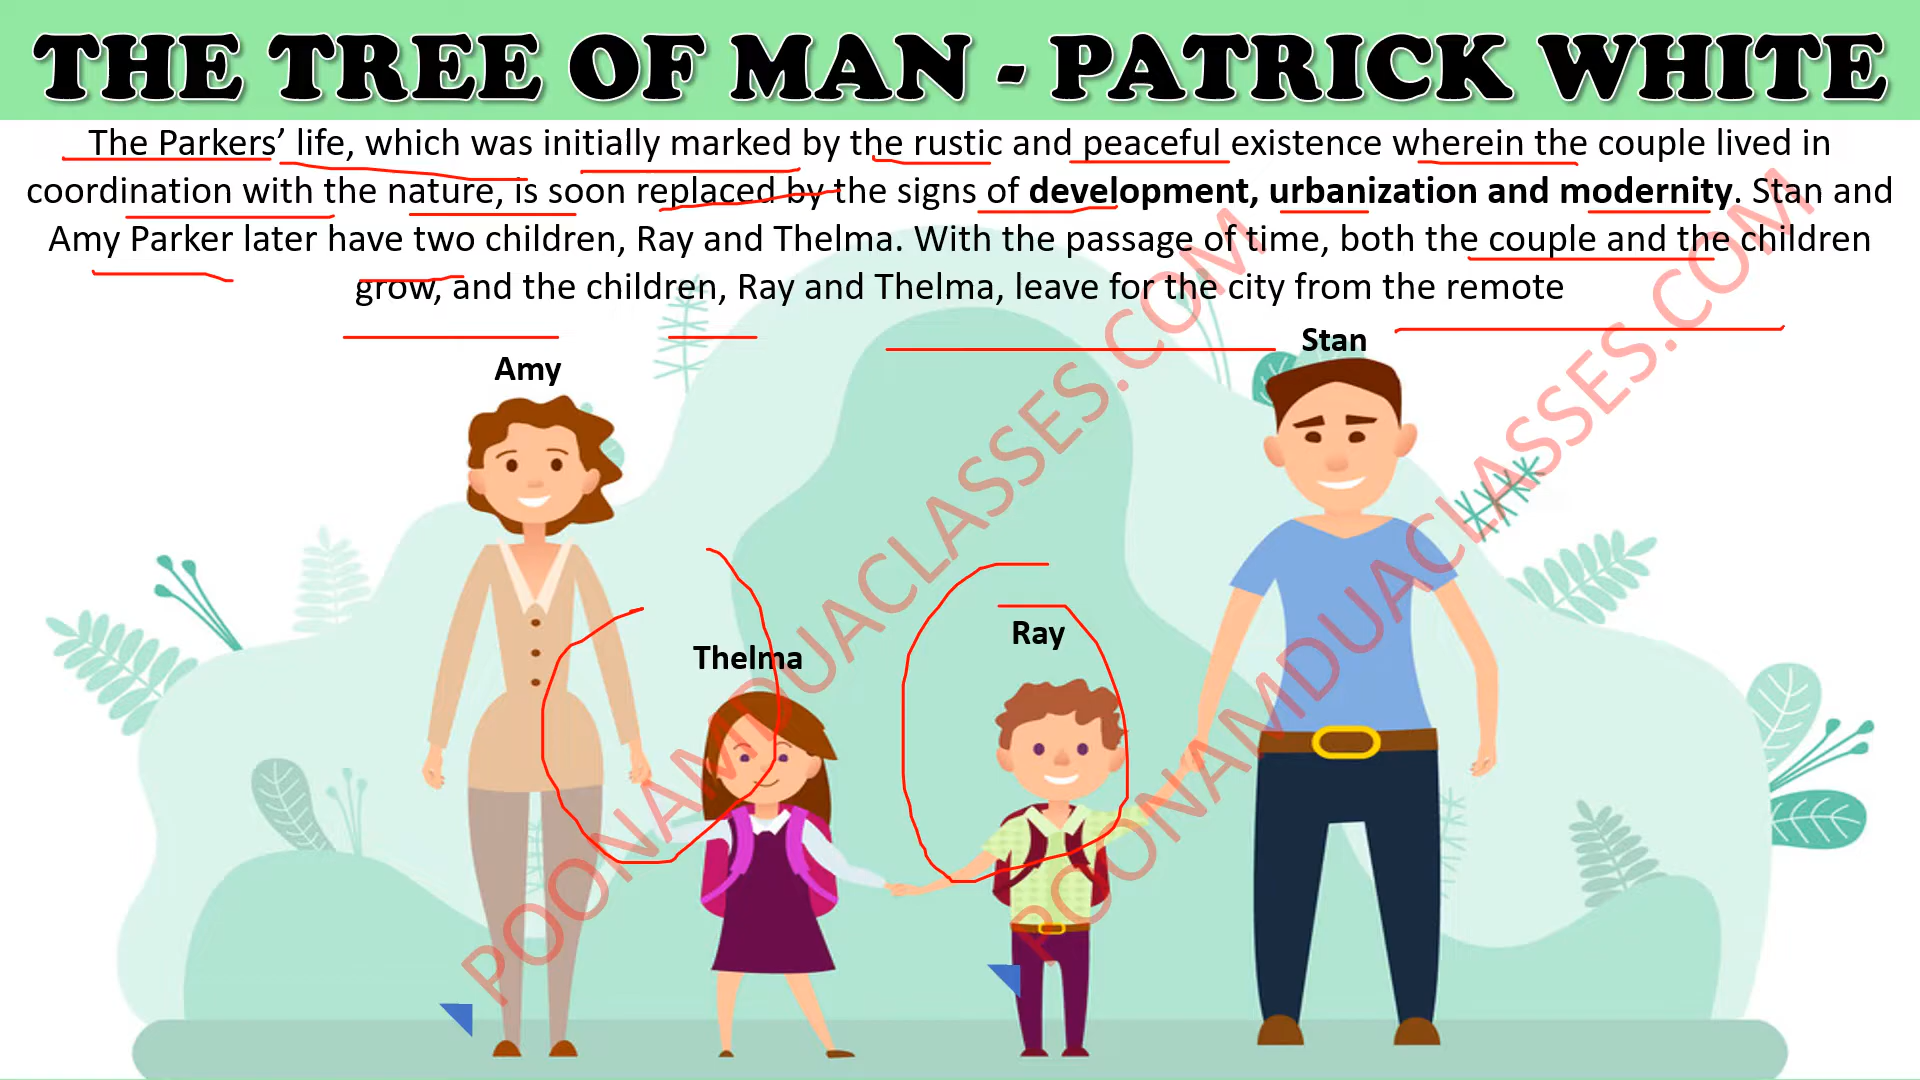 THE TREE OF MAN - PATRICK WHITE
The Parkers’ life, which was initially marked by the rustic and peaceful existence wherein the couple lived in
coordination with the nature, is soon replaced by the signs of development, urbanization and modernity. Stan and
Amy Parker later have two children, Ray and Thelma. With the passage of time, both the couple and the children
grow, and the children, Ray and Thelma, leave for the city from the remote
Stan
Amy
Ray
Thelma
POONAMDUACLASSES.COM
POONAMDUACLASSES.COM